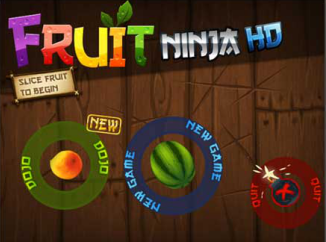 FRUIT NINJA HD
SLICE FRUIT
TO BEGIN
NEW
DOJO
DOJO
NEW GAME
NEW GAME
QUIT
QUIT